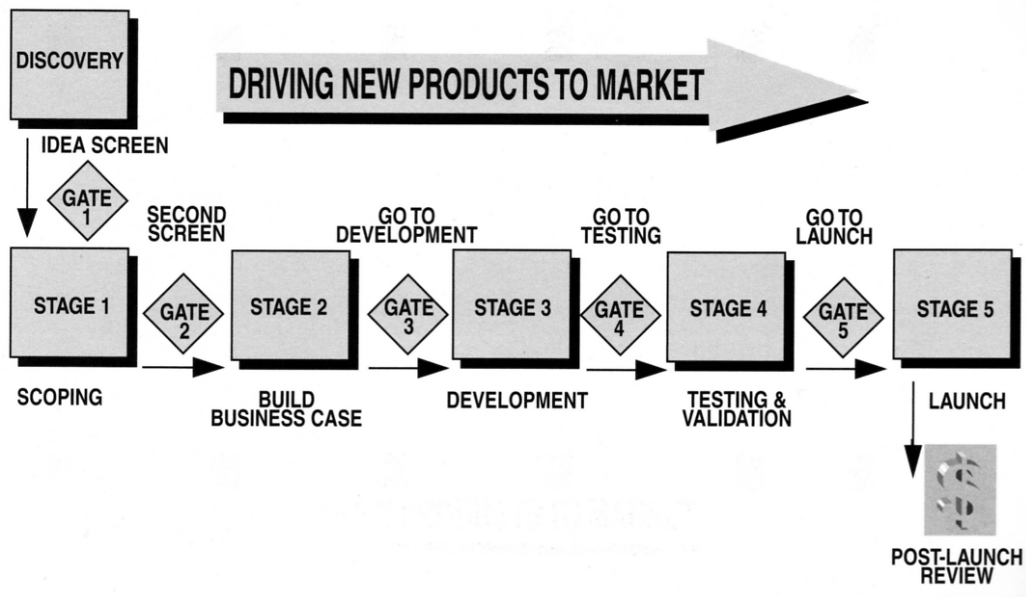 DISCOVERY
DRIVING NEW PRODUCTS TO MARKET
IDEA SCREEN
GATE
1
SECOND
SCREEN
GO TO
DEVELOPMENT
GO TO
TESTING
GO TO
LAUNCH
STAGE 1
GATE
2
STAGE 2
GATE
3
STAGE 3
GATE
4
STAGE 4
GATE
5
STAGE 5
SCOPING
BUILD
BUSINESS CASE
DEVELOPMENT
TESTING &
VALIDATION
LAUNCH
$
POST-LAUNCH
REVIEW